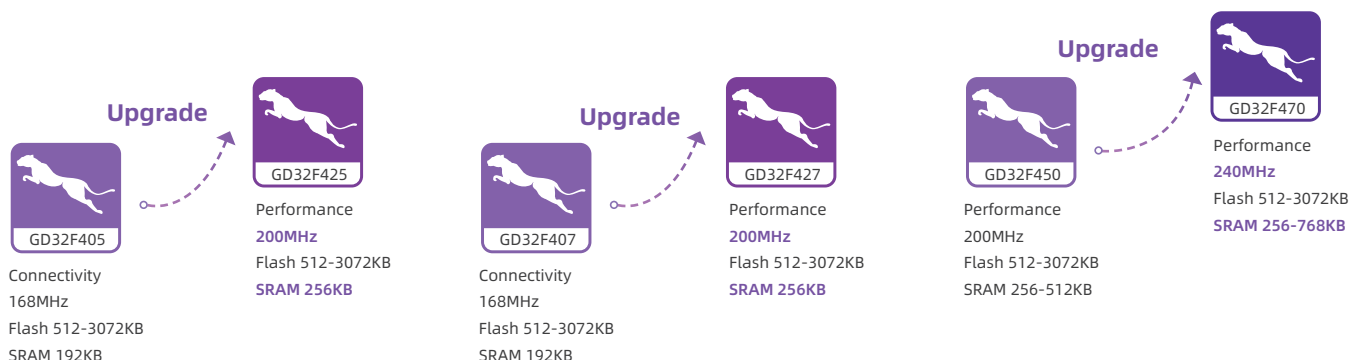 Upgrade
GD32F405
Connectivity
168MHz
Flash 512-3072KB
SRAM 192KB
GD32F425
Performance
200MHz
Flash 512-3072KB
SRAM 256KB
Upgrade
GD32F407
Connectivity
168MHz
Flash 512-3072KB
SRAM 192KB
GD32F427
Performance
200MHz
Flash 512-3072KB
SRAM 256KB
Upgrade
GD32F450
Performance
200MHz
Flash 512-3072KB
SRAM 256-512KB
GD32F470
Performance
240MHz
Flash 512-3072KB
SRAM 256-768KB